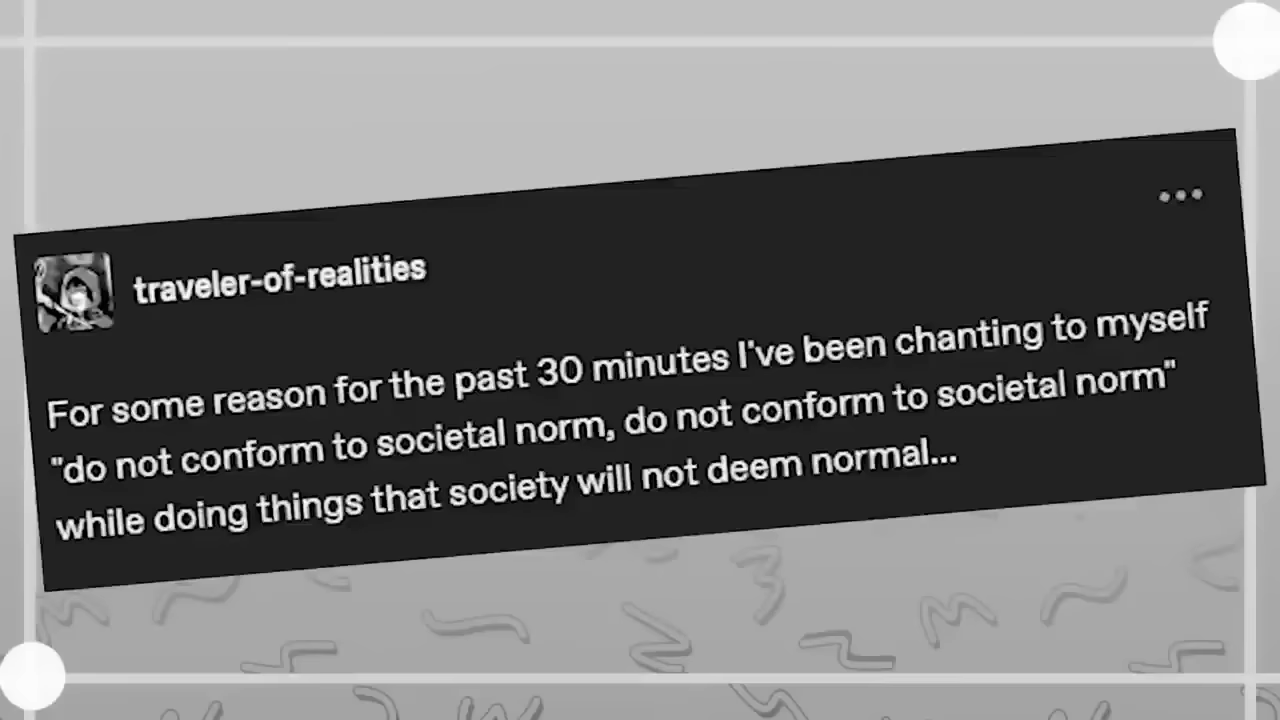 traveler-of-realities
For some reason for the past 30 minutes I've been chanting to myself
"do not conform to societal norm, do not conform to societal norm"
while doing things that society will not deem normal...